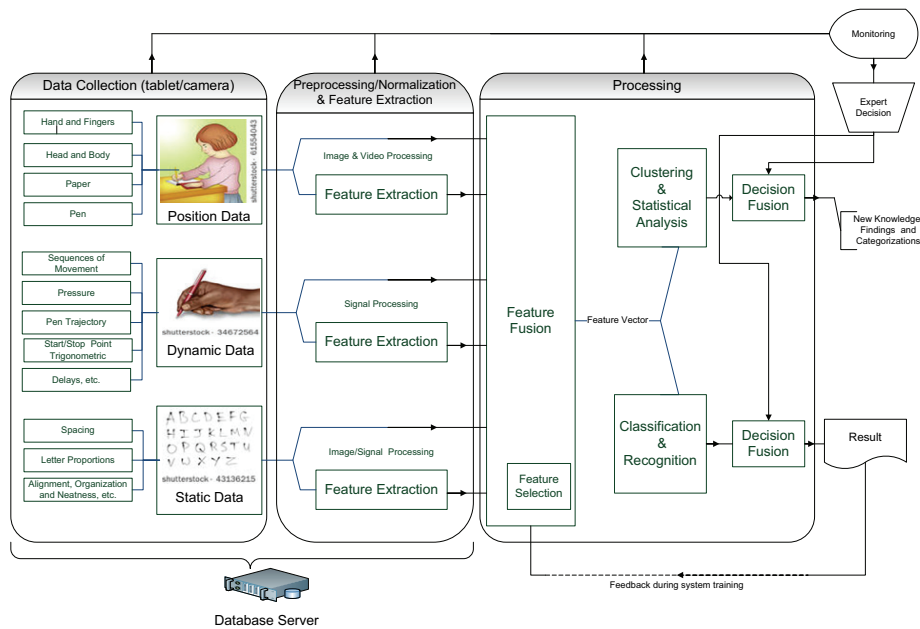 Monitoring
Data Collection (tablet/camera)
Preprocessing/Normalization
& Feature Extraction
Processing
Expert
Decision
Hand and Fingers
Head and Body
Paper
Pen
shutterstock · 61554043
Position Data
Image & Video Processing
Feature Extraction
Clustering
&
Statistical
Analysis
Decision
Fusion
New Knowledge
Findings and
Categorizations
Sequences of
Movement
Pressure
Pen Trajectory
Start/Stop Point
Trigonometric
Delays, etc.
shutterstock · 34672564
Dynamic Data
Signal Processing
Feature Extraction
Feature
Fusion
Feature Vector
Spacing
Letter Proportions
Alignment, Organization
and Neatness, etc.
A B C D E F G
H I J K L M N
O P Q R S T U
V W X Y Z
shutterstock · 43136215
Static Data
Image/Signal Processing
Feature Extraction
Feature
Selection
Classification
&
Recognition
Decision
Fusion
Result
Feedback during system training
Database Server